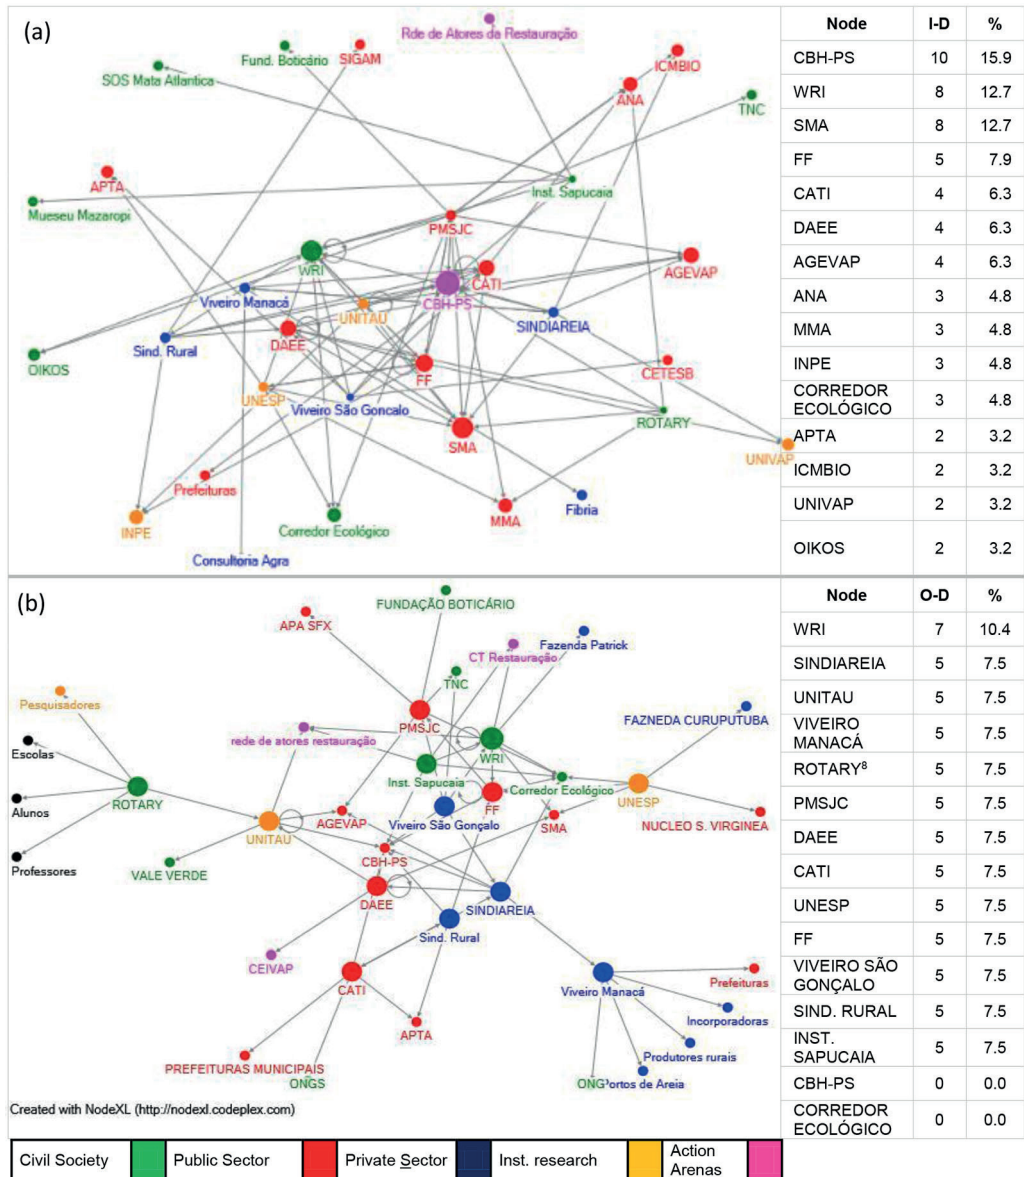 (a)
Rde de Atores da Restauração
Fund. Boticário
SIGAM
ICMBIO
SOS Mata Atlantica
ANA
TNC
APTA
Inst. Sapucaia
Mueseu Mazaropi
PMSJC
WRI
CATI
AGEVAP
Viveiro Manacá
CBH-PS
UNITAU
SINDIAREIA
DAEE
Sind. Rural
OIKOS
FF
CETESB
UNESP
Viveiro São Goncalo
ROTARY
SMA
UNIVAP
Prefeituras
Fibria
MMA
INPE
Corredor Ecológico
Consultoria Agra
Node I-D %
CBH-PS 10 15.9
WRI 8 12.7
SMA 8 12.7
FF 5 7.9
CATI 4 6.3
DAEE 4 6.3
AGEVAP 4 6.3
ANA 3 4.8
MMA 3 4.8
INPE 3 4.8
CORREDOR
ECOLÓGICO 3 4.8
APTA 2 3.2
ICMBIO 2 3.2
UNIVAP 2 3.2
OIKOS 2 3.2
(b)
FUNDAÇÃO BOTICÁRIO
APA SFX
Fazenda Patrick
CT Restauração
TNC
Pesquisadores
FAZNEDA CURUPUTUBA
PMSJC
rede de atores restauração
Escolas
WRI
Inst. Sapucaia
Corredor Ecológico
ROTARY
UNESP
Alunos
FF
AGEVAP
Viveiro São Gonçalo
SMA
NUCLEO S. VIRGINEA
UNITAU
Professores
CBH-PS
VALE VERDE
DAEE
SINDIAREIA
Sind. Rural
CEIVAP
CATI
Viveiro Manacá
Prefeituras
Incorporadoras
APTA
Produtores rurais
PREFEITURAS MUNICIPAIS
ONGS
ONG
Portos de Areia
Created with NodeXL (http://nodexl.codeplex.com)
Node O-D %
WRI 7 10.4
SINDIAREIA 5 7.5
UNITAU 5 7.5
VIVEIRO
MANACÁ 5 7.5
ROTARY⁸ 5 7.5
PMSJC 5 7.5
DAEE 5 7.5
CATI 5 7.5
UNESP 5 7.5
FF 5 7.5
VIVEIRO SÃO
GONÇALO 5 7.5
SIND. RURAL 5 7.5
INST.
SAPUCAIA 5 7.5
CBH-PS 0 0.0
CORREDOR
ECOLÓGICO 0 0.0
Civil Society Public Sector Private Sector Inst. research Action
Arenas